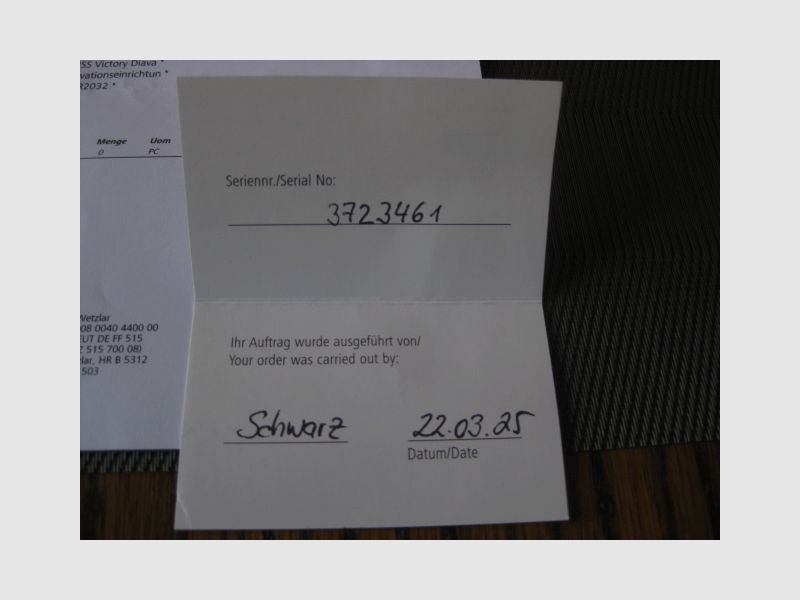 SS Victory Diava *
vationseinrichtun *
32032 *
Menge Uom
0 PC
Seriennr./Serial No:
3723461
Wetzlar
08 0040 4400 00
EUT DE FF 515
515 700 08)
lar, HR B 5312
503
Ihr Auftrag wurde ausgeführt von/
Your order was carried out by:
Schwarz 22.03.25
Datum/Date